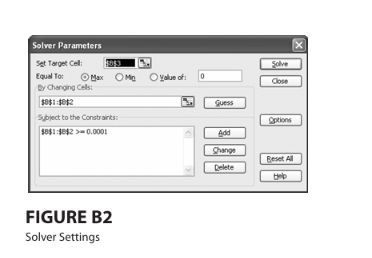 Solver Parameters
Set Target Cell: $B$3 Solve
Equal To: Max Min Value of: 0 Close
By Changing Cells:
$B$1:$B$2 Guess
Subject to the Constraints: Options
$B$1:$B$2 >= 0.0001 Add
Change
Reset All
Delete
Help
FIGURE B2
Solver Settings